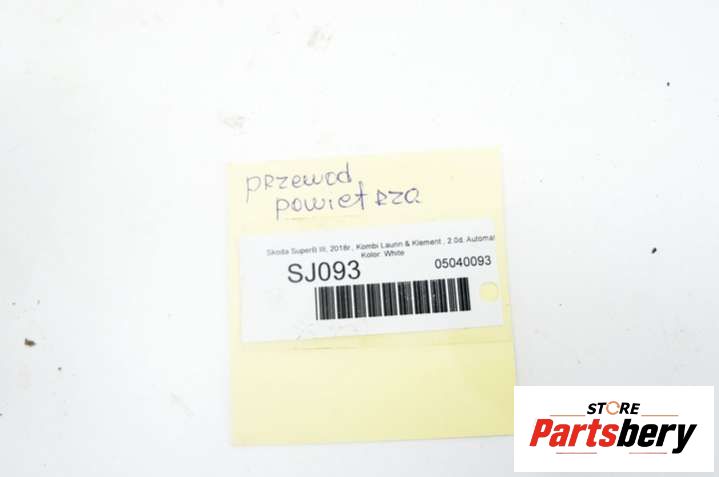 przewod
powietrza
Skoda SuperB III, 2018r., Kombi Laurin & Klement , 2.0d, Automat
Kolor: White
SJ093
05040093
STORE
Partsbery